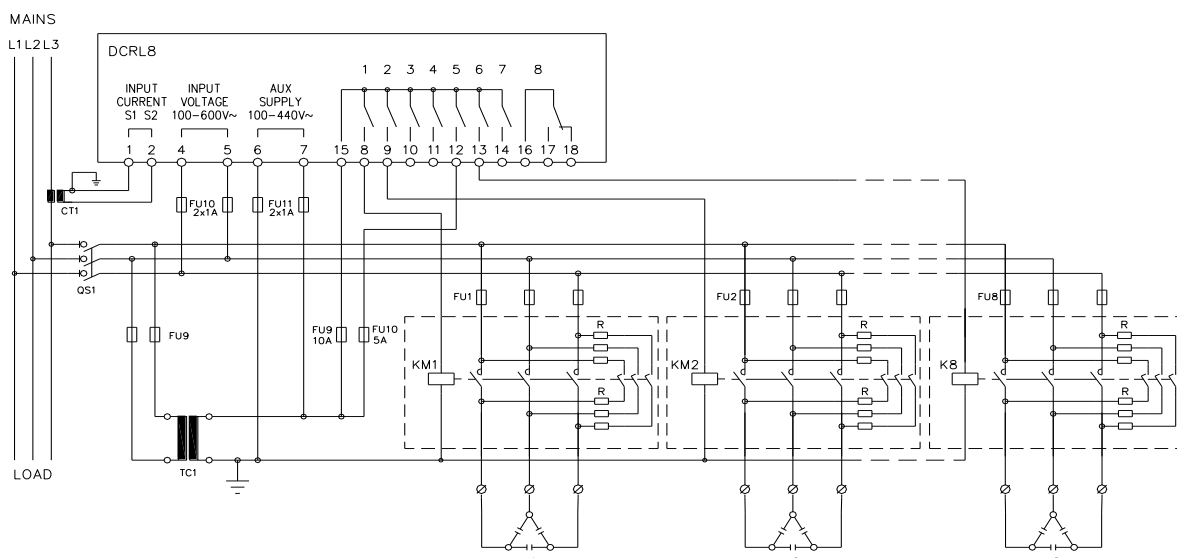 MAINS
L1 L2 L3
DCRL8
1 2 3 4 5 6 7 8
INPUT CURRENT
S1 S2
INPUT VOLTAGE
100-600V~
AUX SUPPLY
100-440V~
1 2 4 5 6 7 15 8 9 10 11 12 13 14 16 17 18
CT1
FU10
2x1A
FU11
2x1A
QS1
FU1
FU2
FU8
FU9
FU9
10A
FU10
5A
R
R
R
KM1
KM2
K8
R
R
R
TC1
LOAD